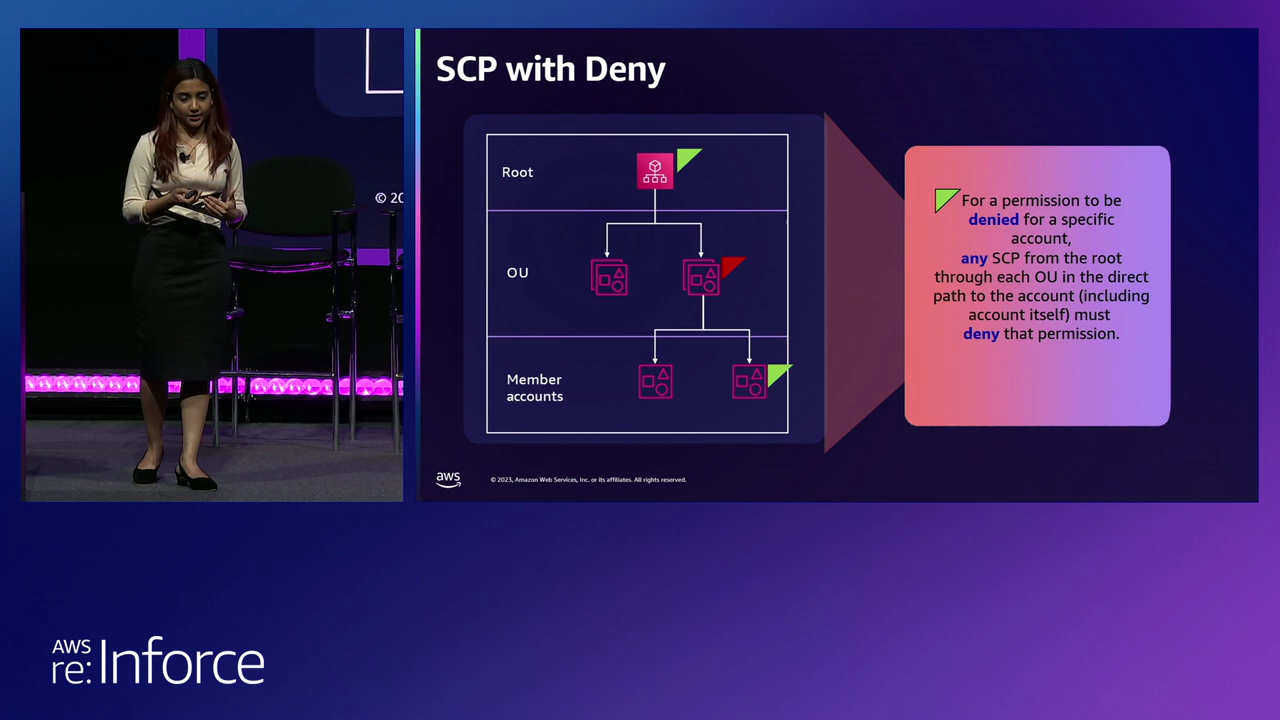 SCP with Deny
Root
OU
Member
accounts
For a permission to be
denied for a specific
account,
any SCP from the root
through each OU in the direct
path to the account (including
account itself) must
deny that permission.
© 20
aws
© 2023, Amazon Web Services, Inc. or its affiliates. All rights reserved.
AWS
re:Inforce